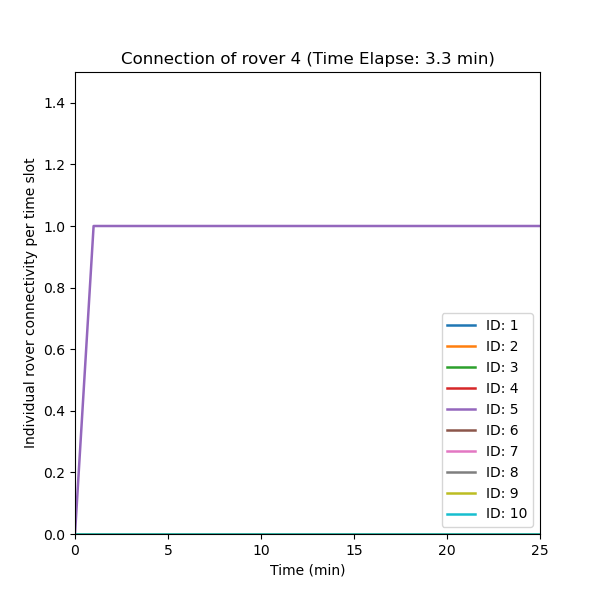 Connection of rover 4 (Time Elapse: 3.3 min)
Individual rover connectivity per time slot
1.4
1.2
1.0
0.8
0.6
0.4
0.2
0.0
ID: 1
ID: 2
ID: 3
ID: 4
ID: 5
ID: 6
ID: 7
ID: 8
ID: 9
ID: 10
0 5 10 15 20 25
Time (min)